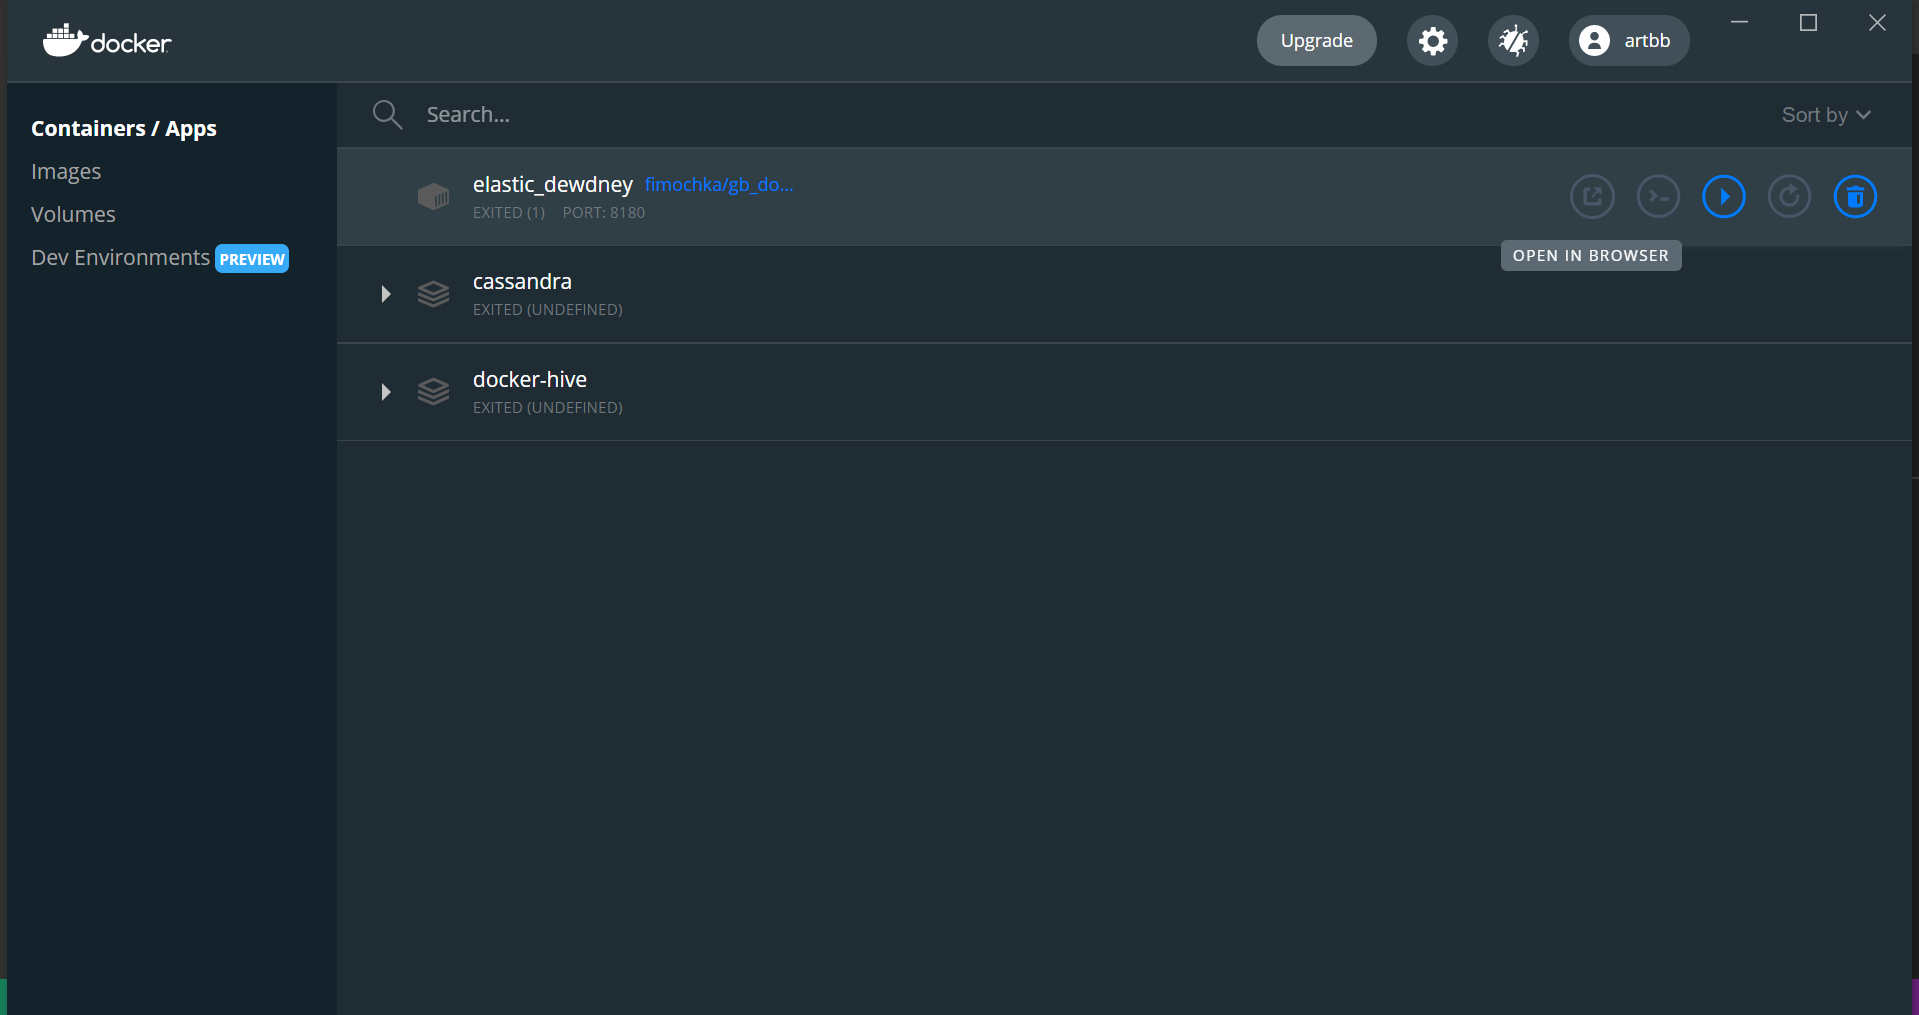 docker
Upgrade
artbb
Containers / Apps
Images
Volumes
Dev Environments PREVIEW
Search...
Sort by
elastic_dewdney fimochka/gb_do...
EXITED (1) PORT: 8180
OPEN IN BROWSER
cassandra
EXITED (UNDEFINED)
docker-hive
EXITED (UNDEFINED)